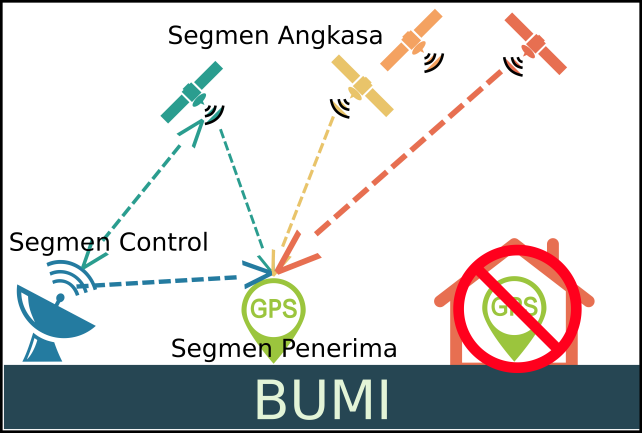 Segmen Angkasa
Segmen Control
GPS
GPS
Segmen Penerima
BUMI